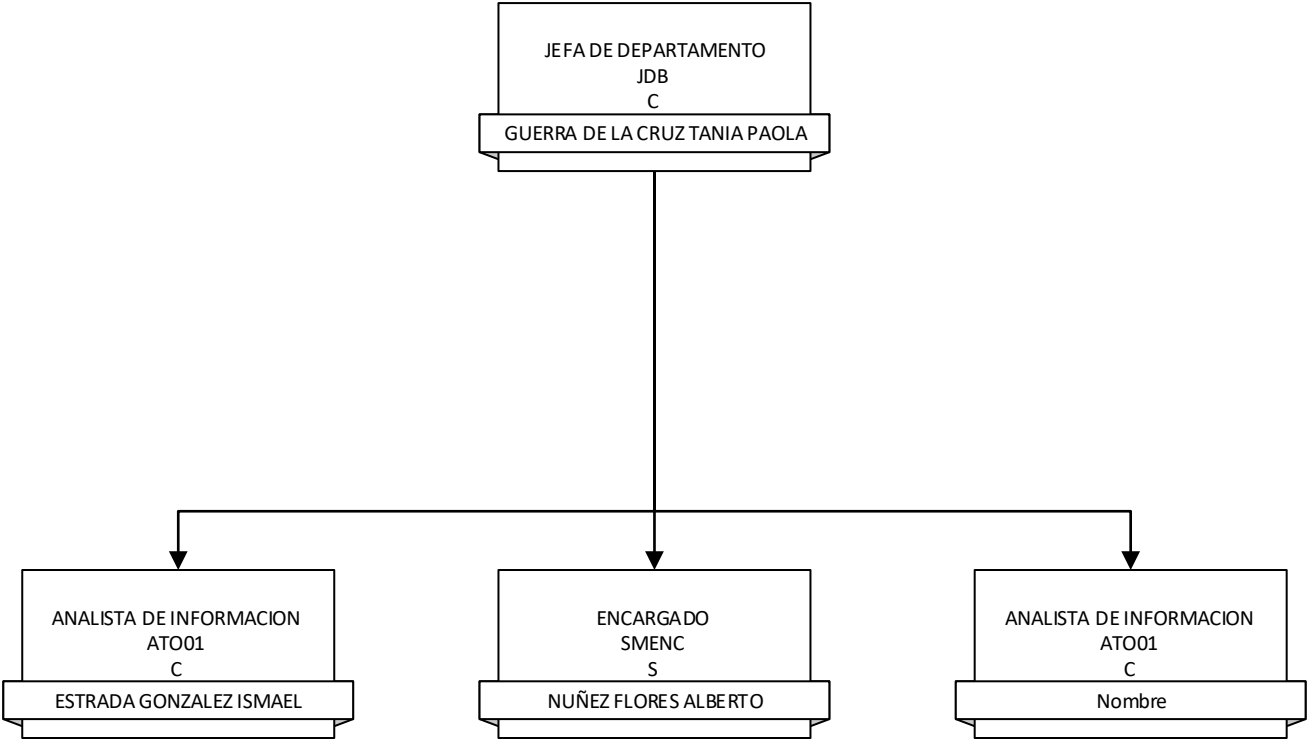 JEFA DE DEPARTAMENTO
JDB
C
GUERRA DE LA CRUZ TANIA PAOLA
ANALISTA DE INFORMACION
ATO01
C
ESTRADA GONZALEZ ISMAEL
ENCARGADO
SMENC
S
NUÑEZ FLORES ALBERTO
ANALISTA DE INFORMACION
ATO01
C
Nombre